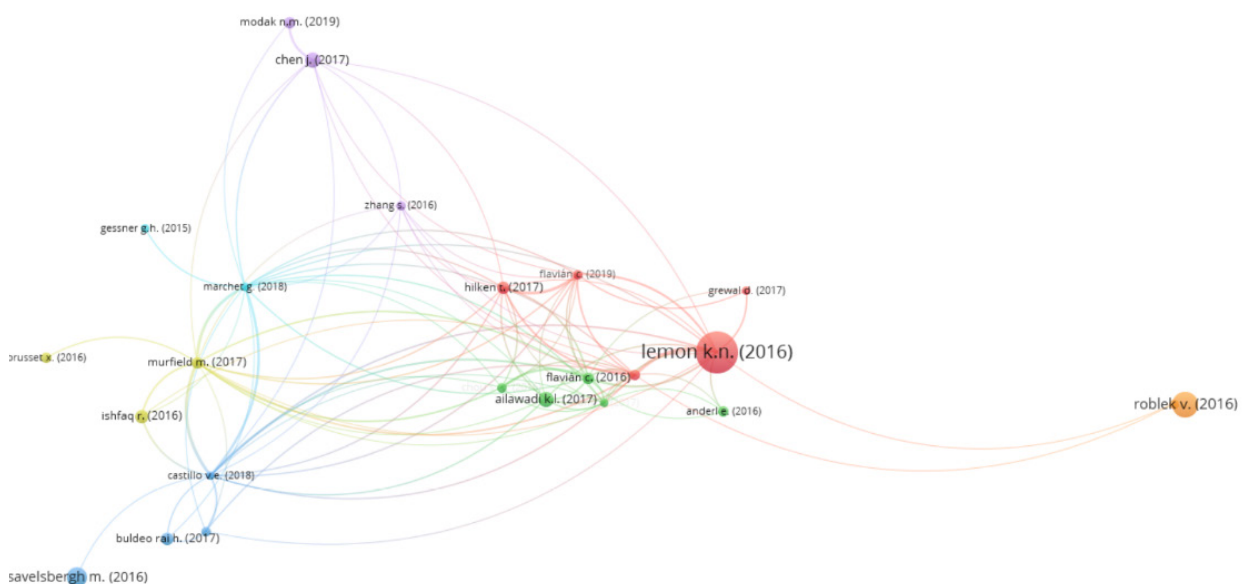 modak n.m. (2019)
chen j. (2017)
zhang s. (2016)
gessner g.h. (2015)
marchet g. (2018)
flavián c. (2019)
hilken t. (2017)
grewal d. (2017)
lemon k.n. (2016)
brusset x. (2016)
murfield m. (2017)
flavián c. (2016)
ailawadi k.l. (2017)
anderl e. (2016)
roblek v. (2016)
ishfaq r. (2016)
castillo v.e. (2018)
buldeo rai h. (2017)
savelsbergh m. (2016)